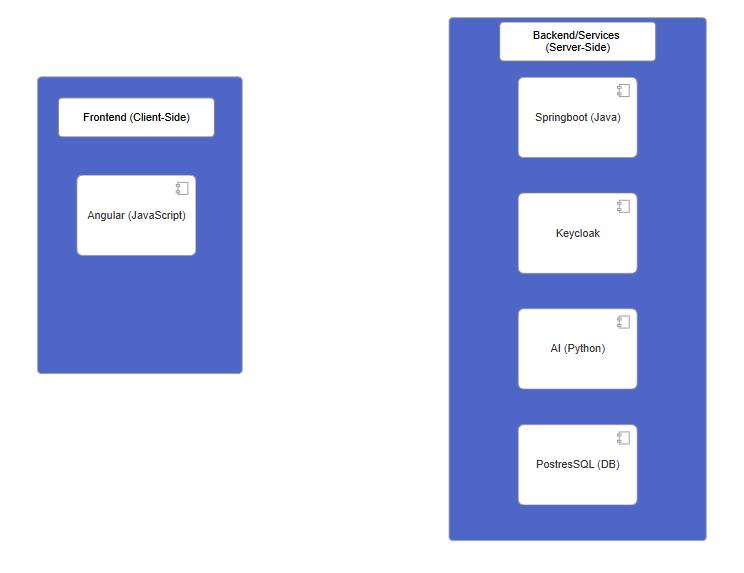 Frontend (Client-Side)
Angular (JavaScript)
Backend/Services
(Server-Side)
Springboot (Java)
Keycloak
AI (Python)
PostresSQL (DB)